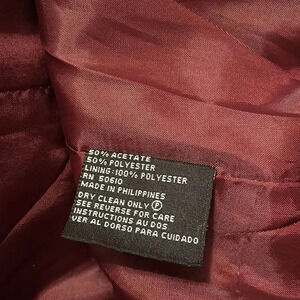 50% ACETATE
50% POLYESTER
LINING:100% POLYESTER
RN 50610
MADE IN PHILIPPINES
DRY CLEAN ONLY Ⓟ
SEE REVERSE FOR CARE
INSTRUCTIONS AU DOS
VER AL DORSO PARA CUIDADO